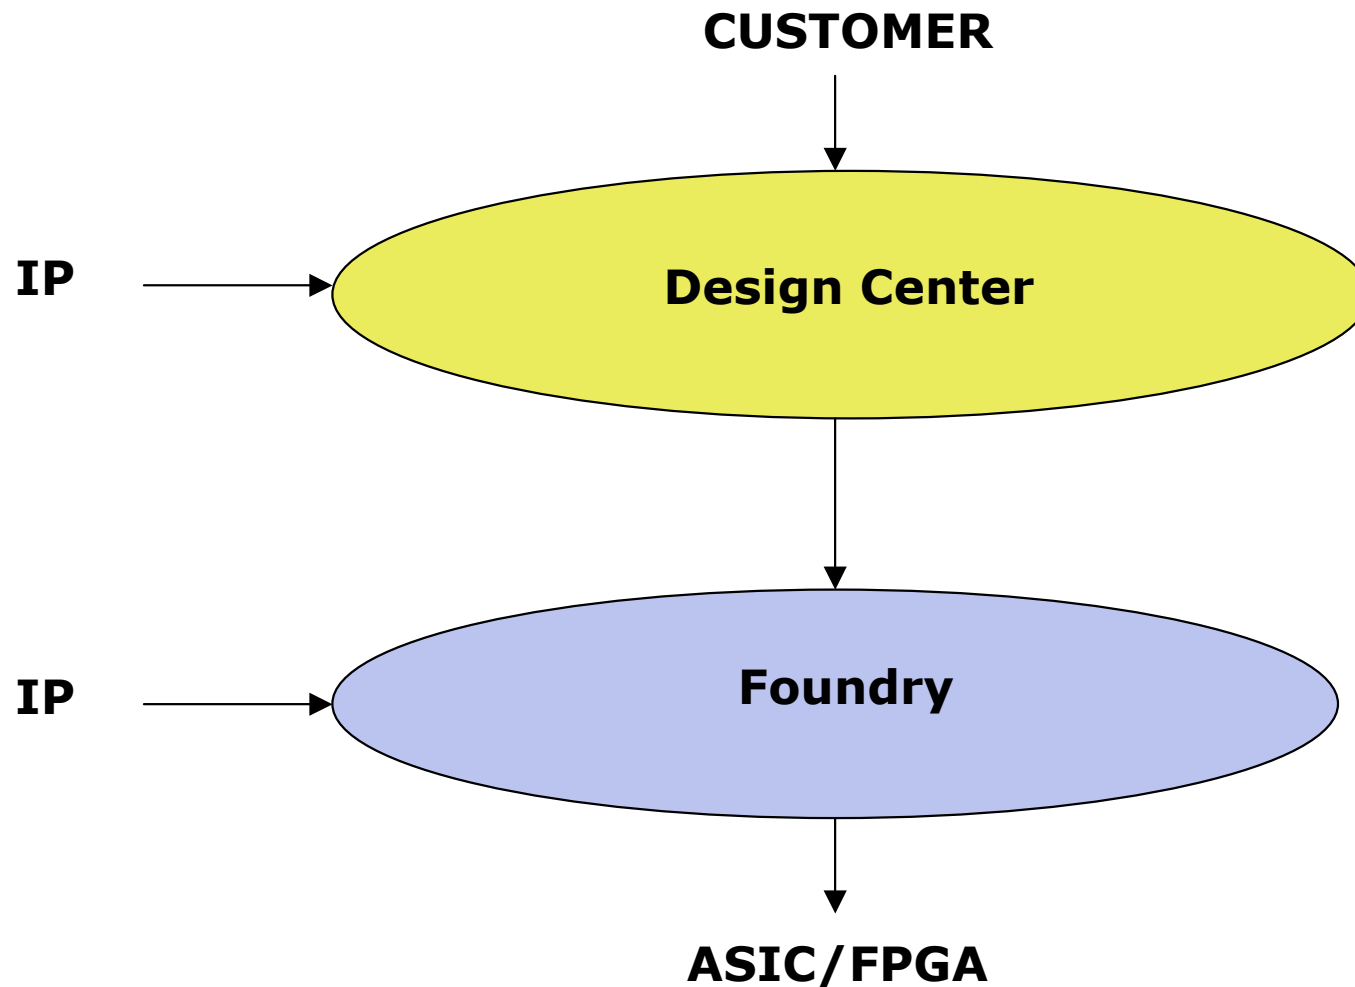 CUSTOMER
IP
Design Center
IP
Foundry
ASIC/FPGA